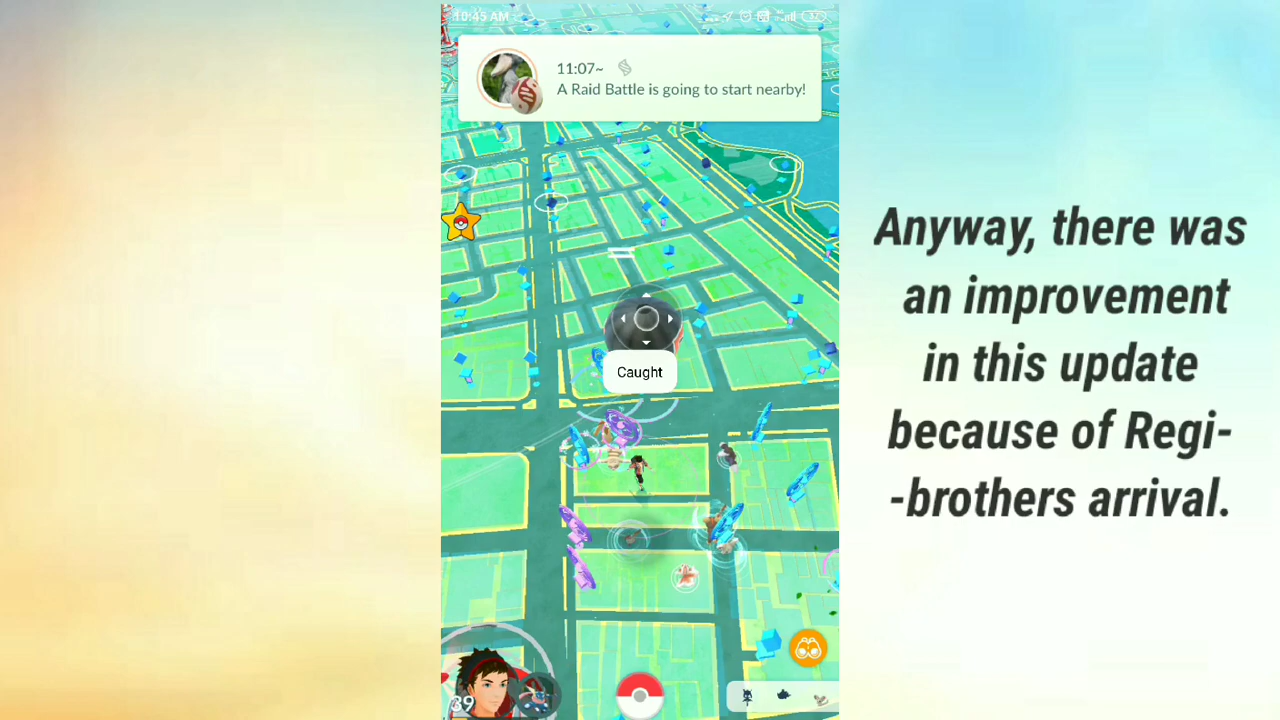 10:45 AM
11:07~
A Raid Battle is going to start nearby!
Caught
39
Anyway, there was
an improvement
in this update
because of Regi-
-brothers arrival.